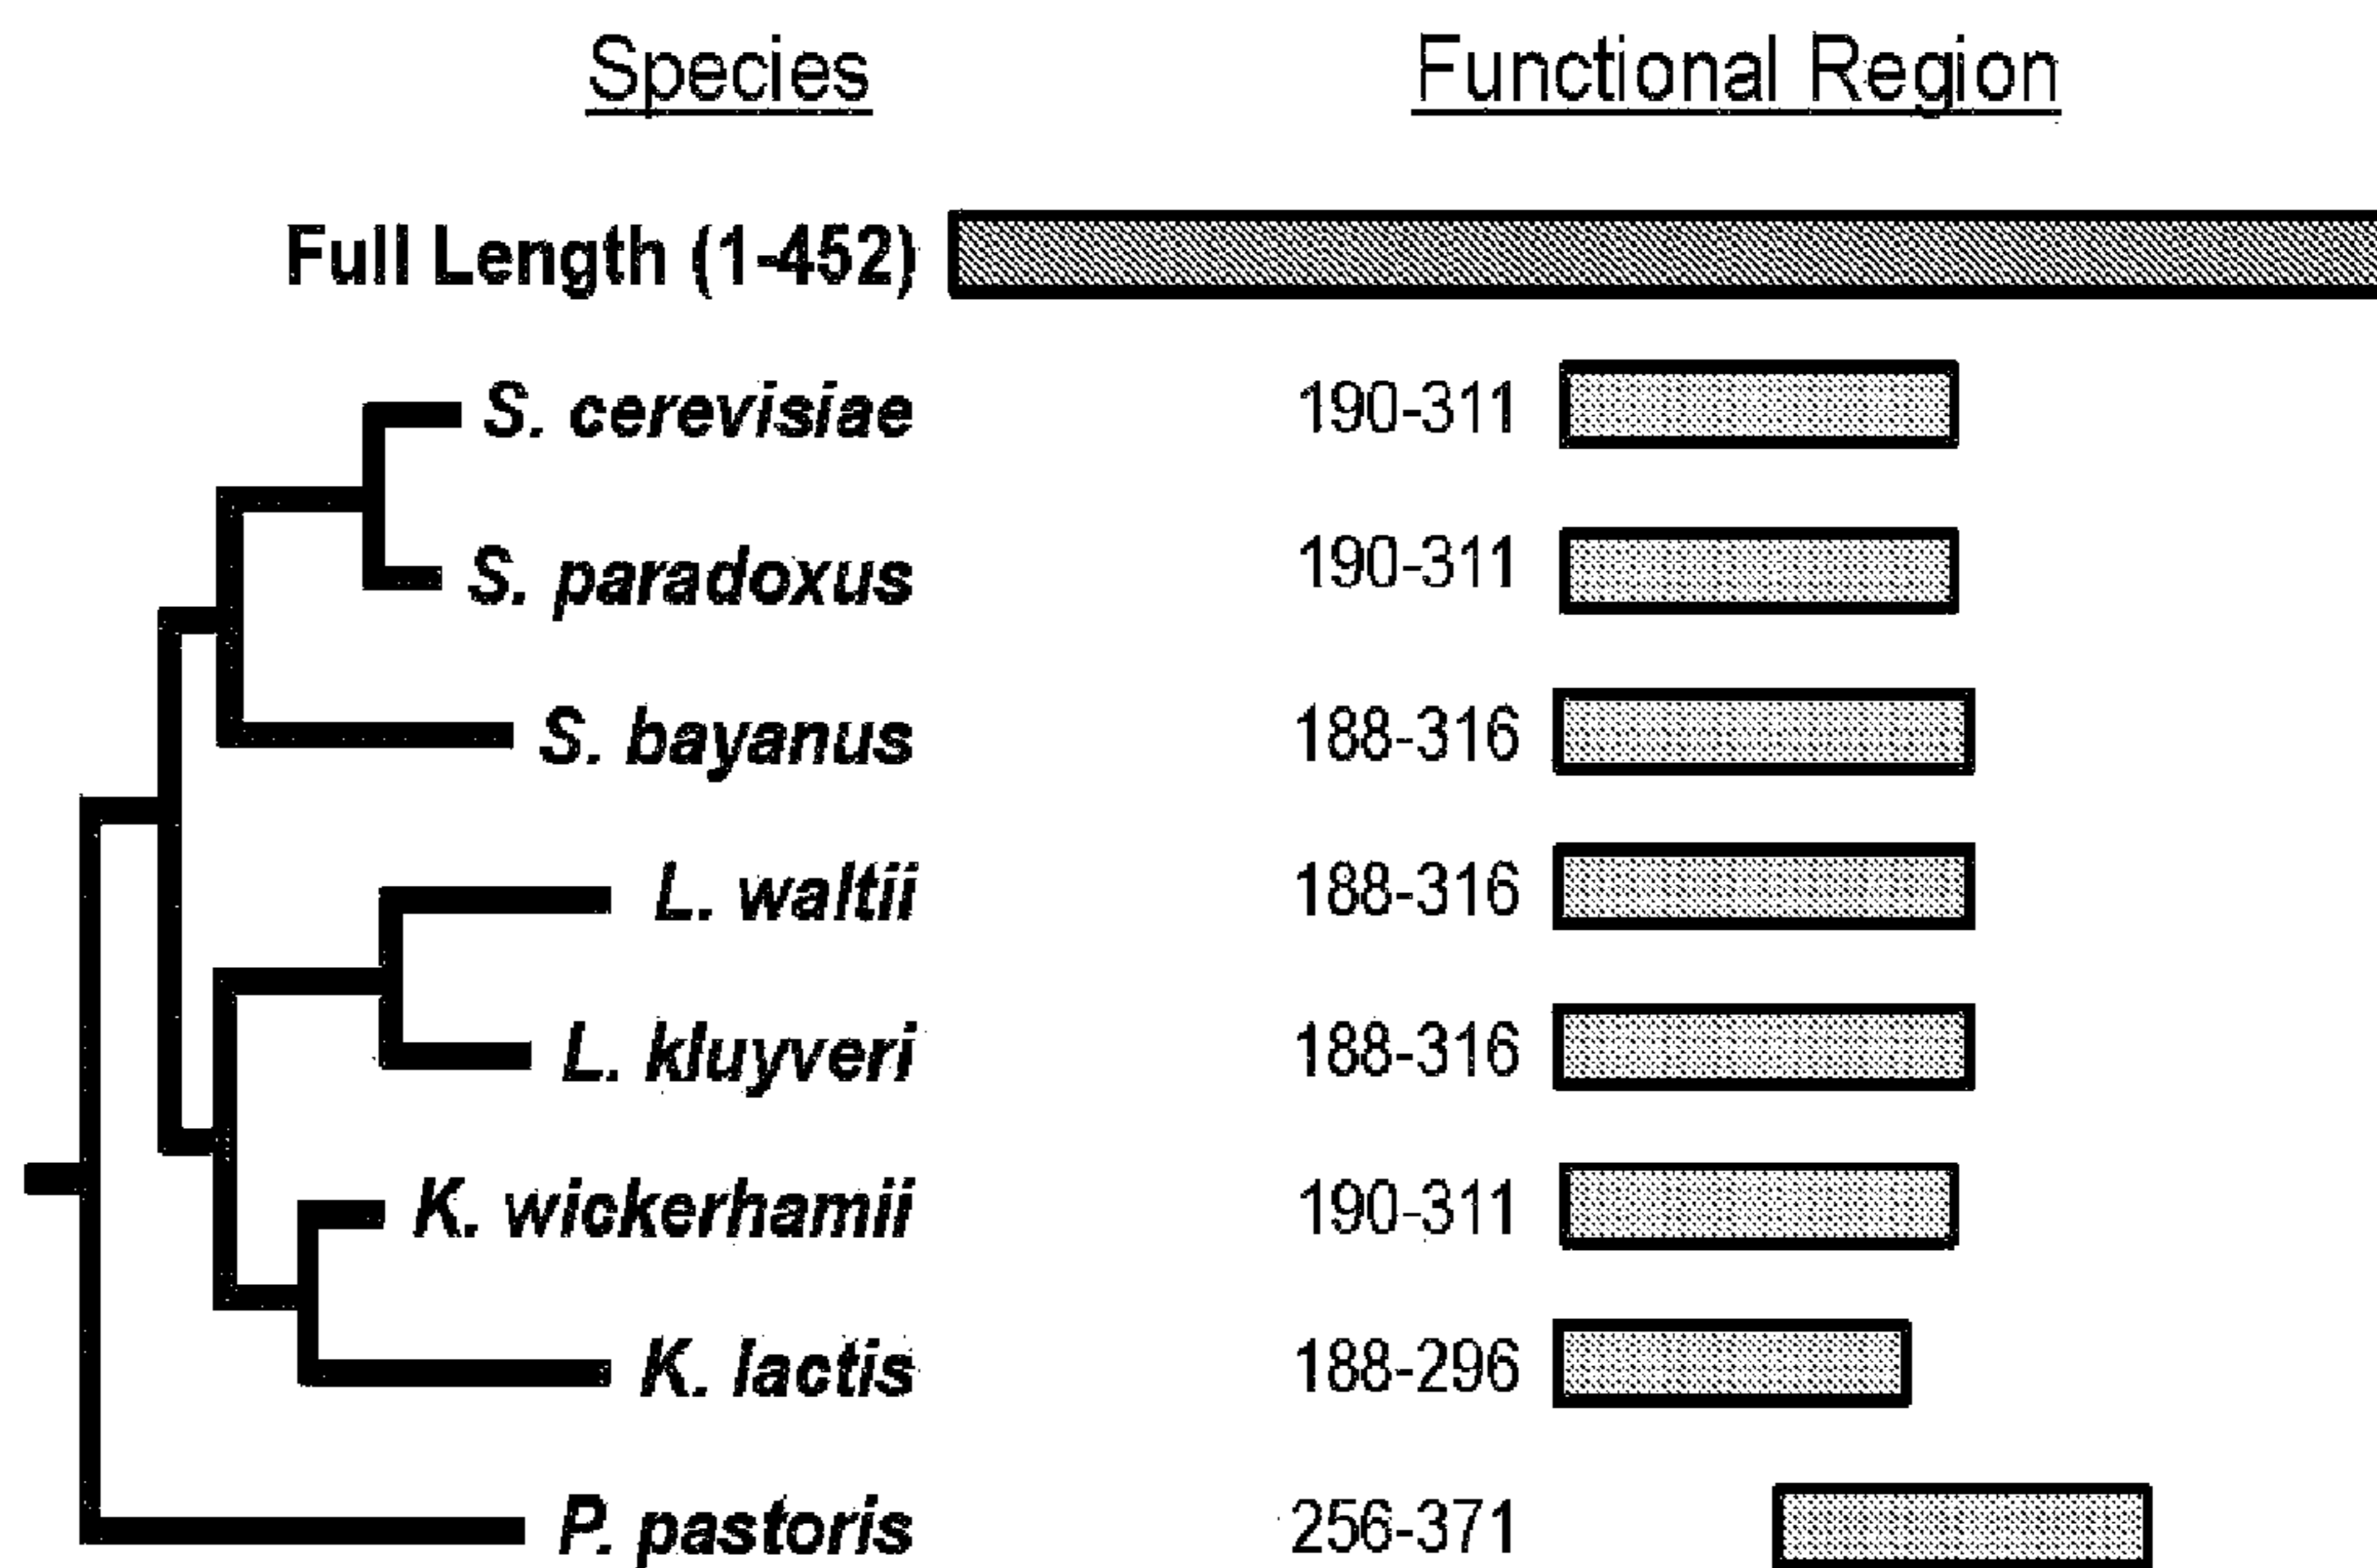 Species Functional Region
Full Length (1-452)
S. cerevisiae 190-311
S. paradoxus 190-311
S. bayanus 188-316
L. waltii 188-316
L. kluyveri 188-316
K. wickerhamii 190-311
K. lactis 188-296
P. pastoris 256-371